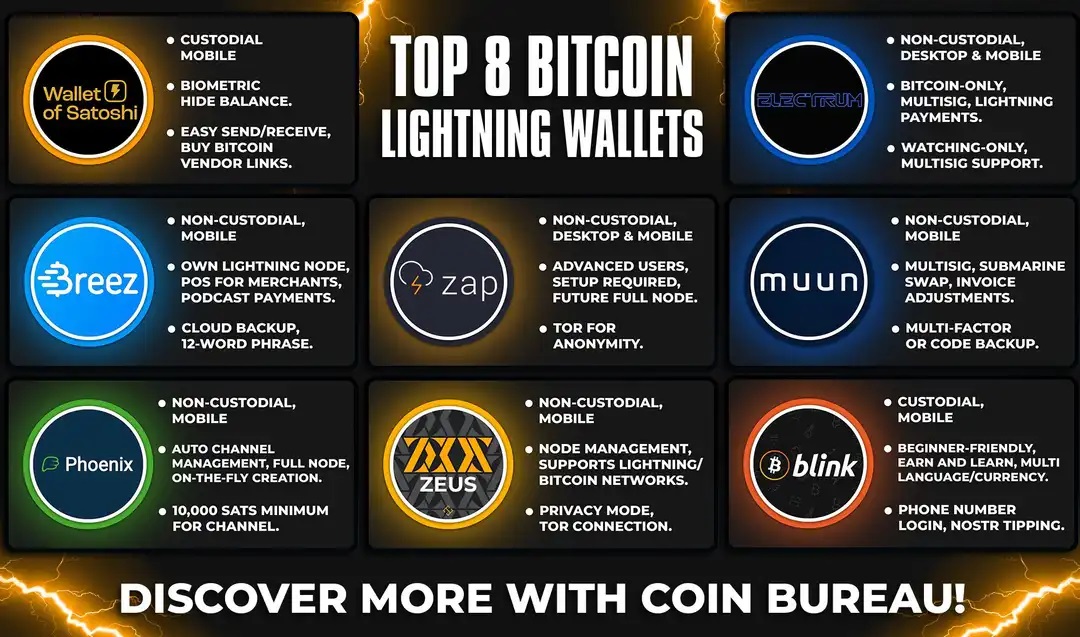 Wallet
of Satoshi
● CUSTODIAL
MOBILE
● BIOMETRIC
HIDE BALANCE.
● EASY SEND/RECEIVE,
BUY BITCOIN
VENDOR LINKS.
TOP 8 BITCOIN
LIGHTNING WALLETS
ELECTRUM
● NON-CUSTODIAL,
DESKTOP & MOBILE
● BITCOIN-ONLY,
MULTISIG, LIGHTNING
PAYMENTS.
● WATCHING-ONLY,
MULTISIG SUPPORT.
Breez
● NON-CUSTODIAL,
MOBILE
● OWN LIGHTNING NODE,
POS FOR MERCHANTS,
PODCAST PAYMENTS.
● CLOUD BACKUP,
12-WORD PHRASE.
zap
● NON-CUSTODIAL,
DESKTOP & MOBILE
● ADVANCED USERS,
SETUP REQUIRED,
FUTURE FULL NODE.
● TOR FOR
ANONYMITY.
muun
● NON-CUSTODIAL,
MOBILE
● MULTISIG, SUBMARINE
SWAP, INVOICE
ADJUSTMENTS.
● MULTI-FACTOR
OR CODE BACKUP.
Phoenix
● NON-CUSTODIAL,
MOBILE
● AUTO CHANNEL
MANAGEMENT, FULL NODE,
ON-THE-FLY CREATION.
● 10,000 SATS MINIMUM
FOR CHANNEL.
ZEUS
● NON-CUSTODIAL,
MOBILE
● NODE MANAGEMENT,
SUPPORTS LIGHTNING/
BITCOIN NETWORKS.
● PRIVACY MODE,
TOR CONNECTION.
blink
● CUSTODIAL,
MOBILE
● BEGINNER-FRIENDLY,
EARN AND LEARN, MULTI
LANGUAGE/CURRENCY.
● PHONE NUMBER
LOGIN, NOSTR TIPPING.
DISCOVER MORE WITH COIN BUREAU!